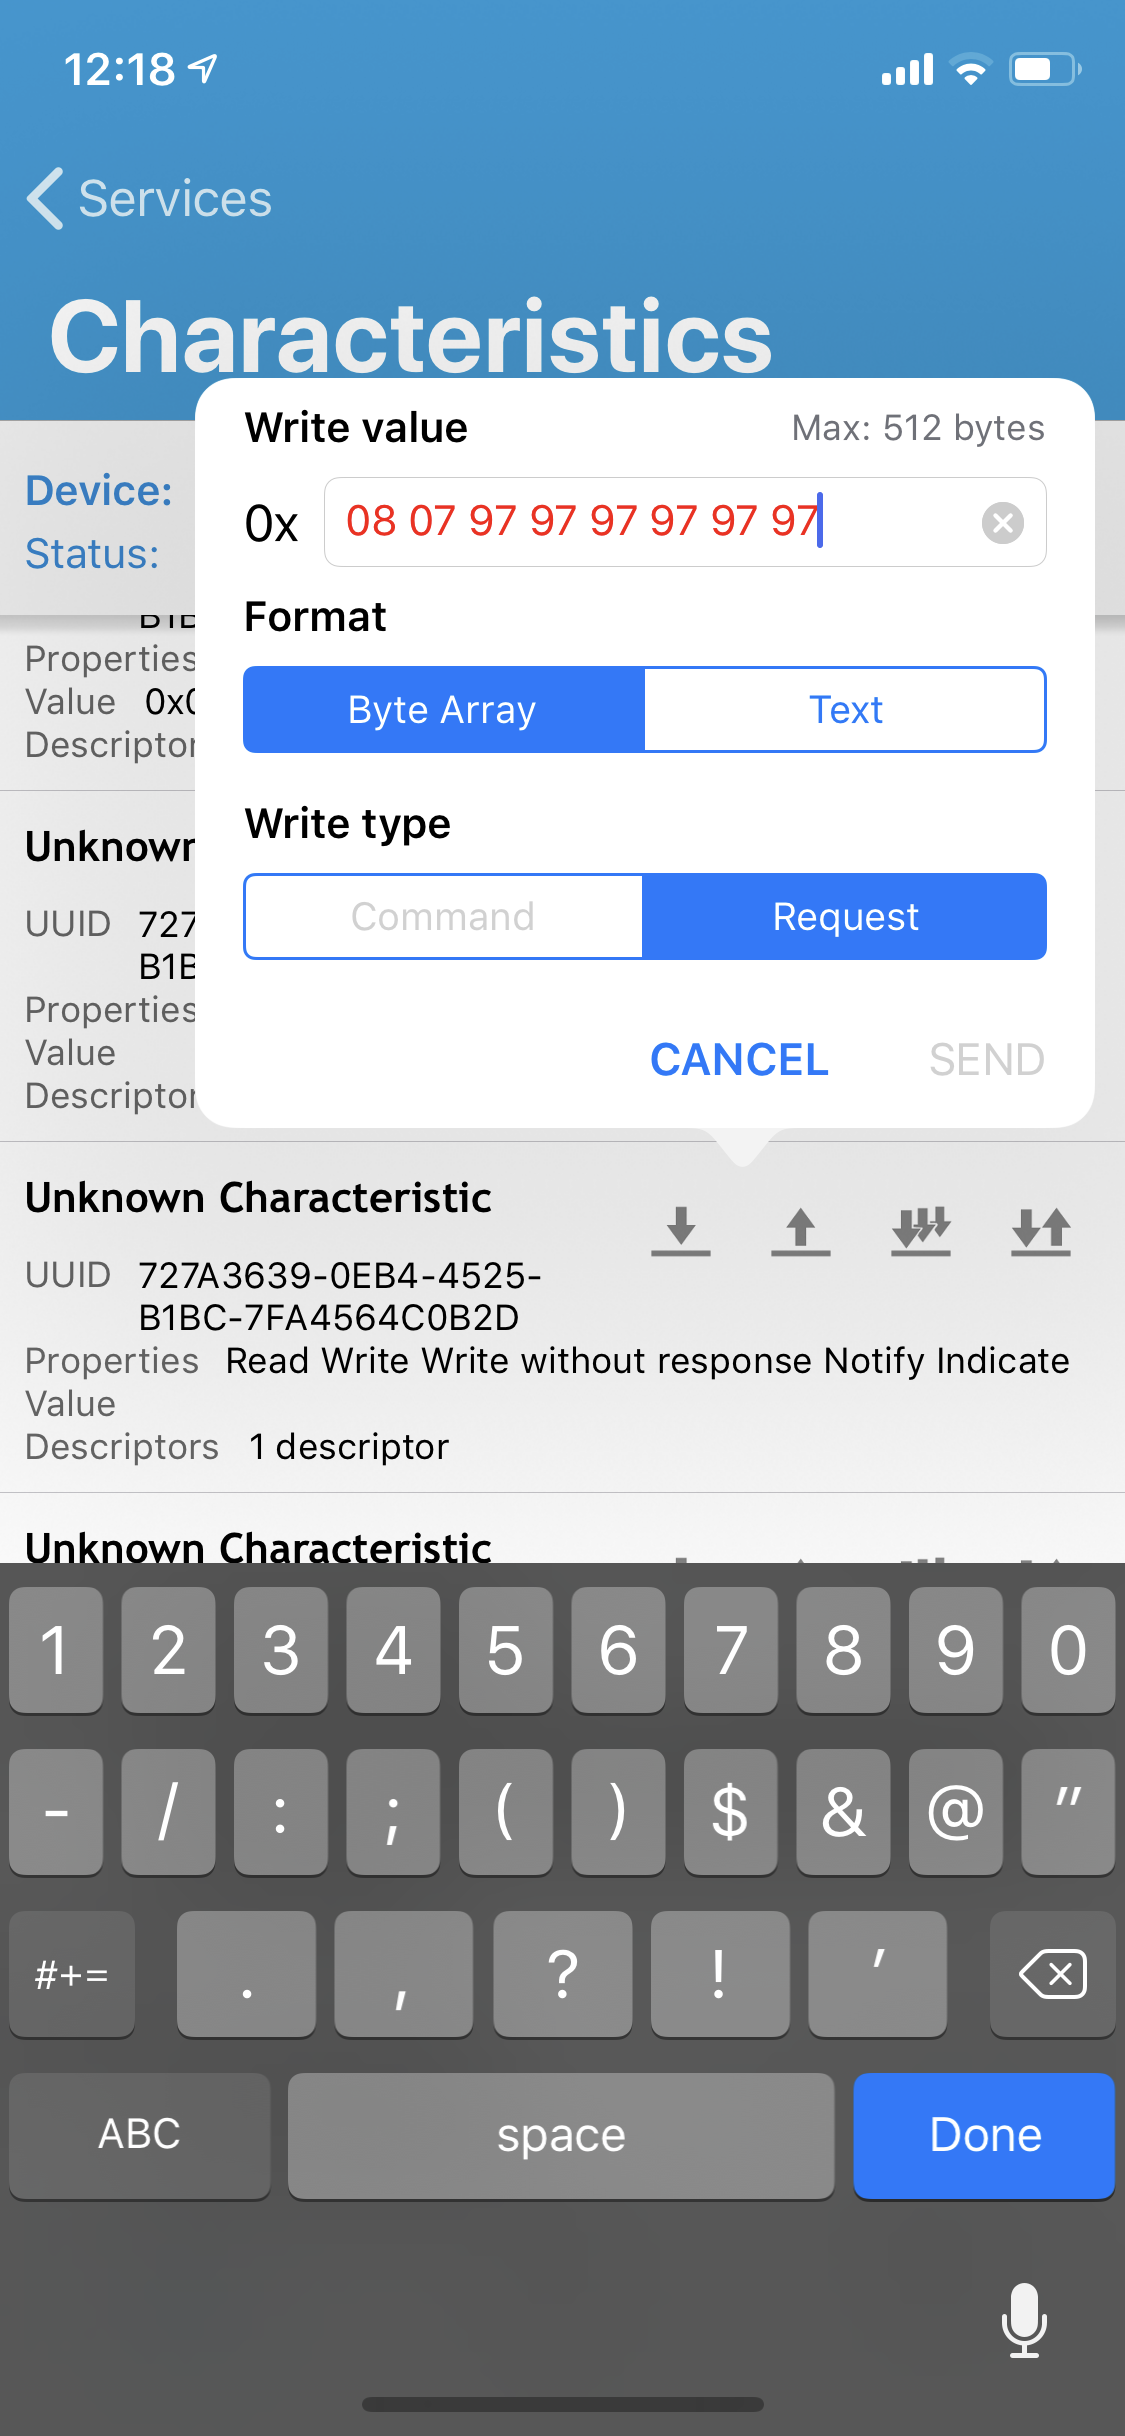 12:18
Services
Characteristics
Write value Max: 512 bytes
0x 08 07 97 97 97 97 97 97
Device:
Status:
Format
Properties
Value 0x0
Descriptor
Byte Array Text
Write type
Unknown
UUID 727
B1B
Command Request
Properties
Value
Descriptor
CANCEL SEND
Unknown Characteristic
UUID 727A3639-0EB4-4525-
B1BC-7FA4564C0B2D
Properties Read Write Write without response Notify Indicate
Value
Descriptors 1 descriptor
Unknown Characteristic
1 2 3 4 5 6 7 8 9 0
- / : ; ( ) $ & @ "
#+= . , ? ! '
ABC space Done